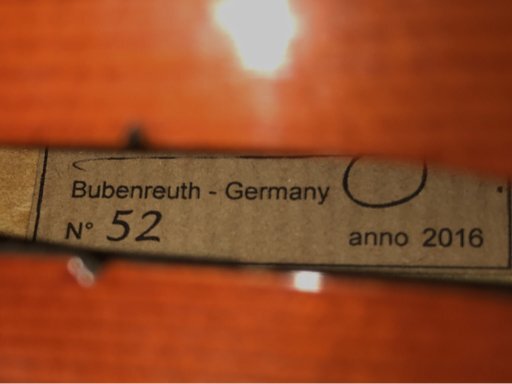 Bubenreuth - Germany
N° 52 anno 2016